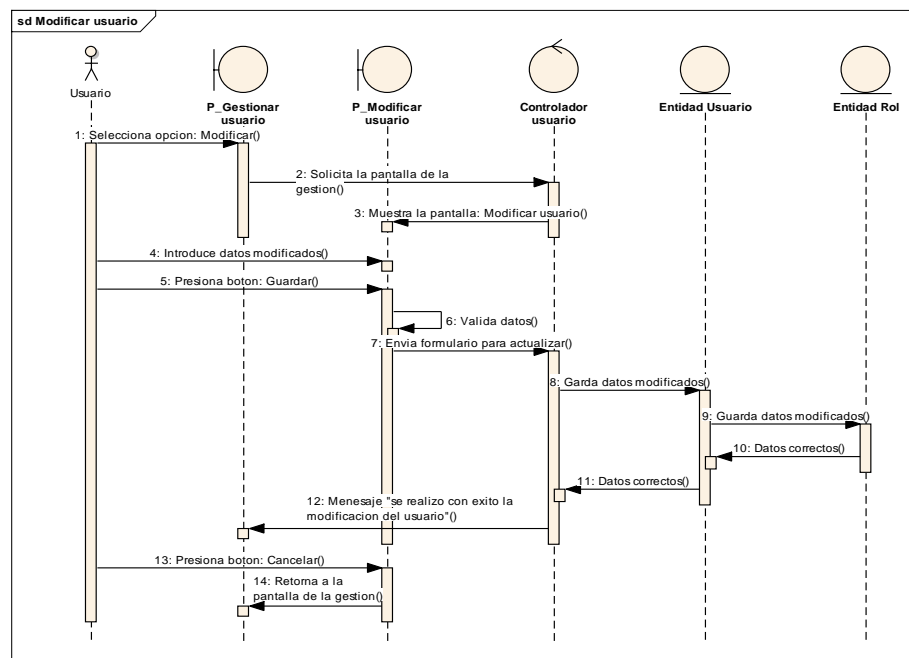 sd Modificar usuario
Usuario
P_Gestionar
usuario
P_Modificar
usuario
Controlador
usuario
Entidad Usuario
Entidad Rol
1: Selecciona opcion: Modificar()
2: Solicita la pantalla de la
gestion()
3: Muestra la pantalla: Modificar usuario()
4: Introduce datos modificados()
5: Presiona boton: Guardar()
6: Valida datos()
7: Envia formulario para actualizar()
8: Garda datos modificados()
9: Guarda datos modificados()
10: Datos correctos()
11: Datos correctos()
12: Menesaje "se realizo con exito la
modificacion del usuario"()
13: Presiona boton: Cancelar()
14: Retorna a la
pantalla de la gestion()